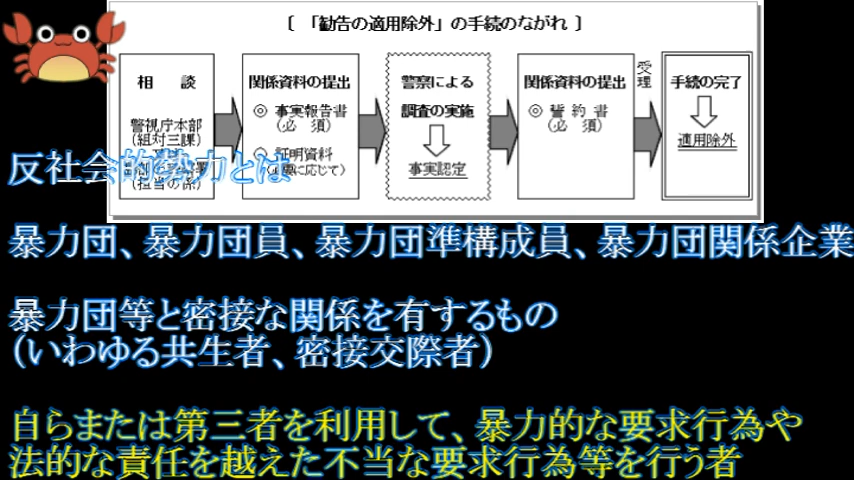 〔 「勧告の適用除外」の手続のながれ 〕
相 談
警視庁本部
(組対三課)
(担当の係)
関係資料の提出
◎ 事実報告書
(必 須)
証明資料
(必要に応じて)
警察による
調査の実施
事実認定
関係資料の提出
◎ 誓約書
(必 須)
受理
手続の完了
適用除外
反社会的勢力とは
暴力団、暴力団員、暴力団準構成員、暴力団関係企業
暴力団等と密接な関係を有するもの
(いわゆる共生者、密接交際者)
自らまたは第三者を利用して、暴力的な要求行為や
法的な責任を越えた不当な要求行為等を行う者